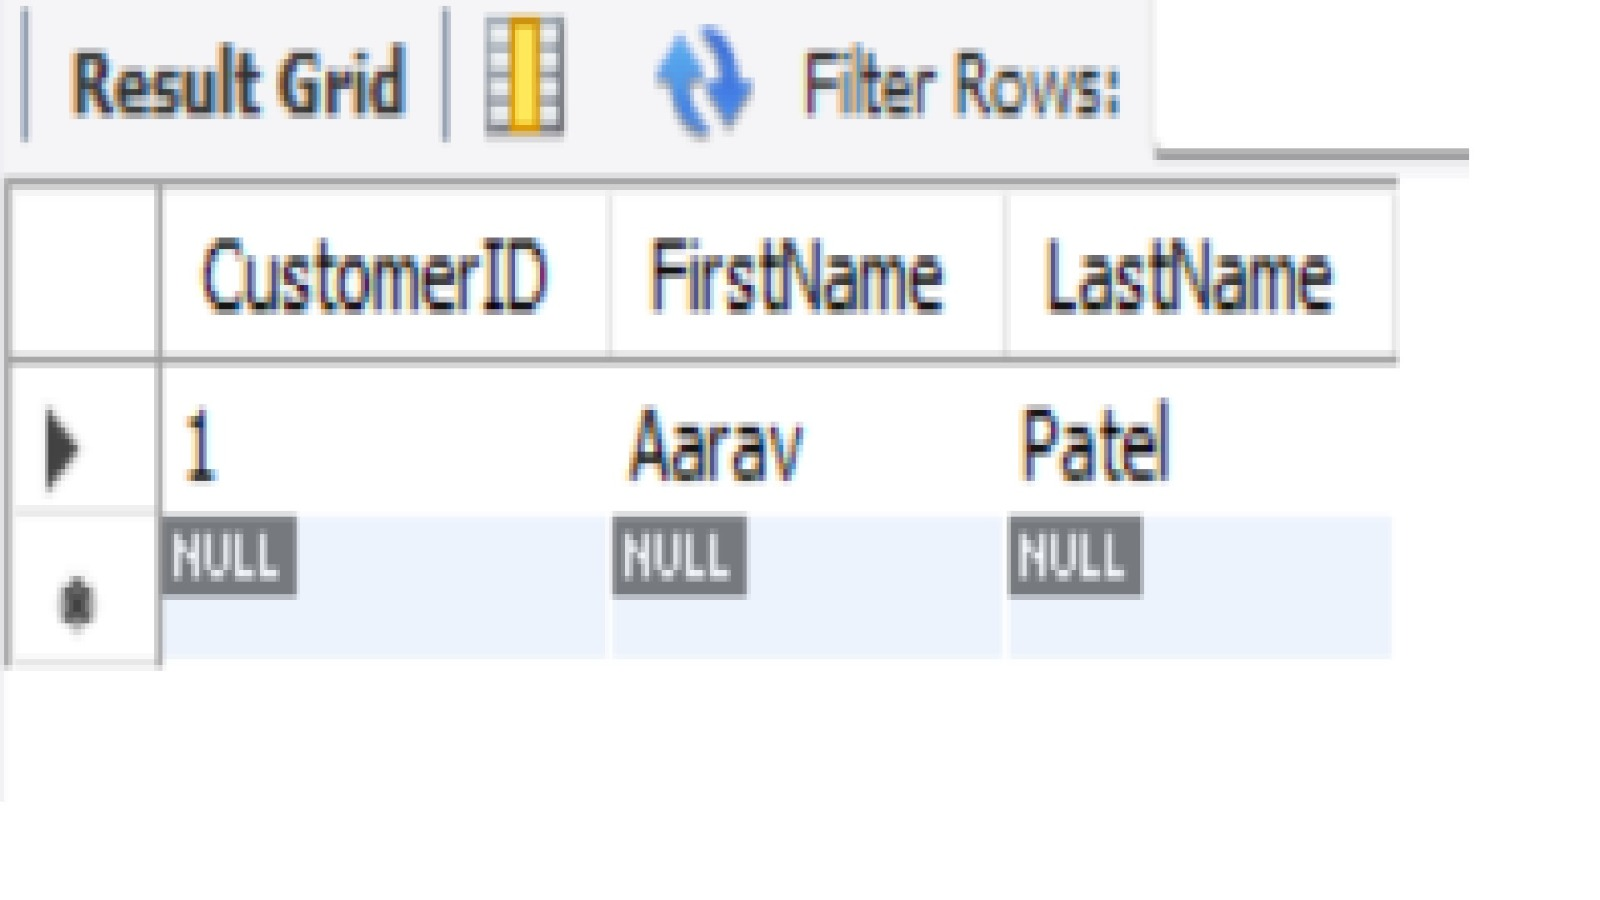 Result Grid Filter Rows:
CustomerID FirstName LastName
1 Aarav Patel
NULL NULL NULL